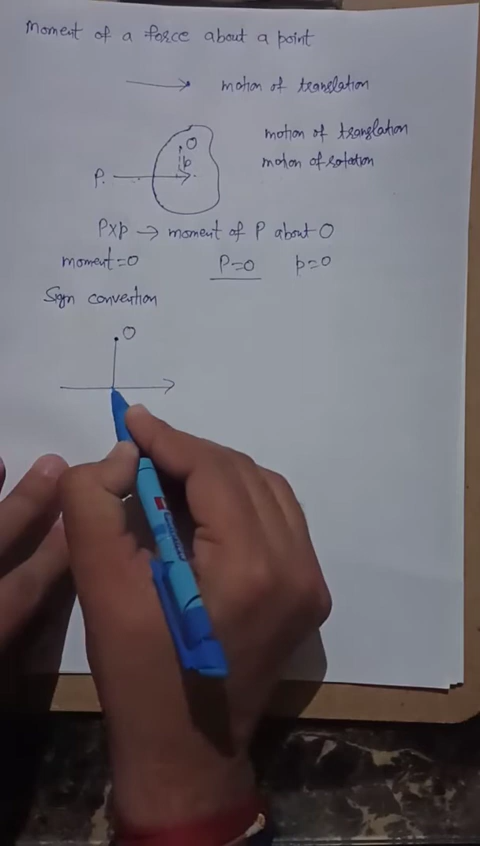 Moment of a force about a point
motion of translation
O
p
P
motion of translation
motion of rotation
P×p → moment of P about O
moment=0 P=0 p=0
Sign convention
O